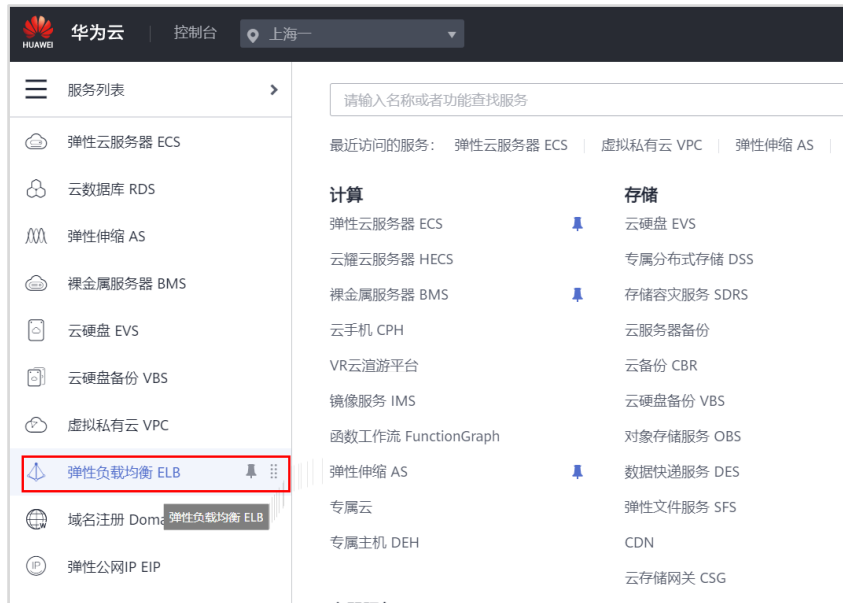 HUAWEI 华为云 控制台 上海一
服务列表
弹性云服务器 ECS
云数据库 RDS
弹性伸缩 AS
裸金属服务器 BMS
云硬盘 EVS
云硬盘备份 VBS
虚拟私有云 VPC
弹性负载均衡 ELB
域名注册 Doma
弹性负载均衡 ELB
弹性公网IP EIP
请输入名称或者功能查找服务
最近访问的服务: 弹性云服务器 ECS 虚拟私有云 VPC 弹性伸缩 AS
计算
弹性云服务器 ECS
云耀云服务器 HECS
裸金属服务器 BMS
云手机 CPH
VR云渲游平台
镜像服务 IMS
函数工作流 FunctionGraph
弹性伸缩 AS
专属云
专属主机 DEH
存储
云硬盘 EVS
专属分布式存储 DSS
存储容灾服务 SDRS
云服务器备份
云备份 CBR
云硬盘备份 VBS
对象存储服务 OBS
数据快递服务 DES
弹性文件服务 SFS
CDN
云存储网关 CSG